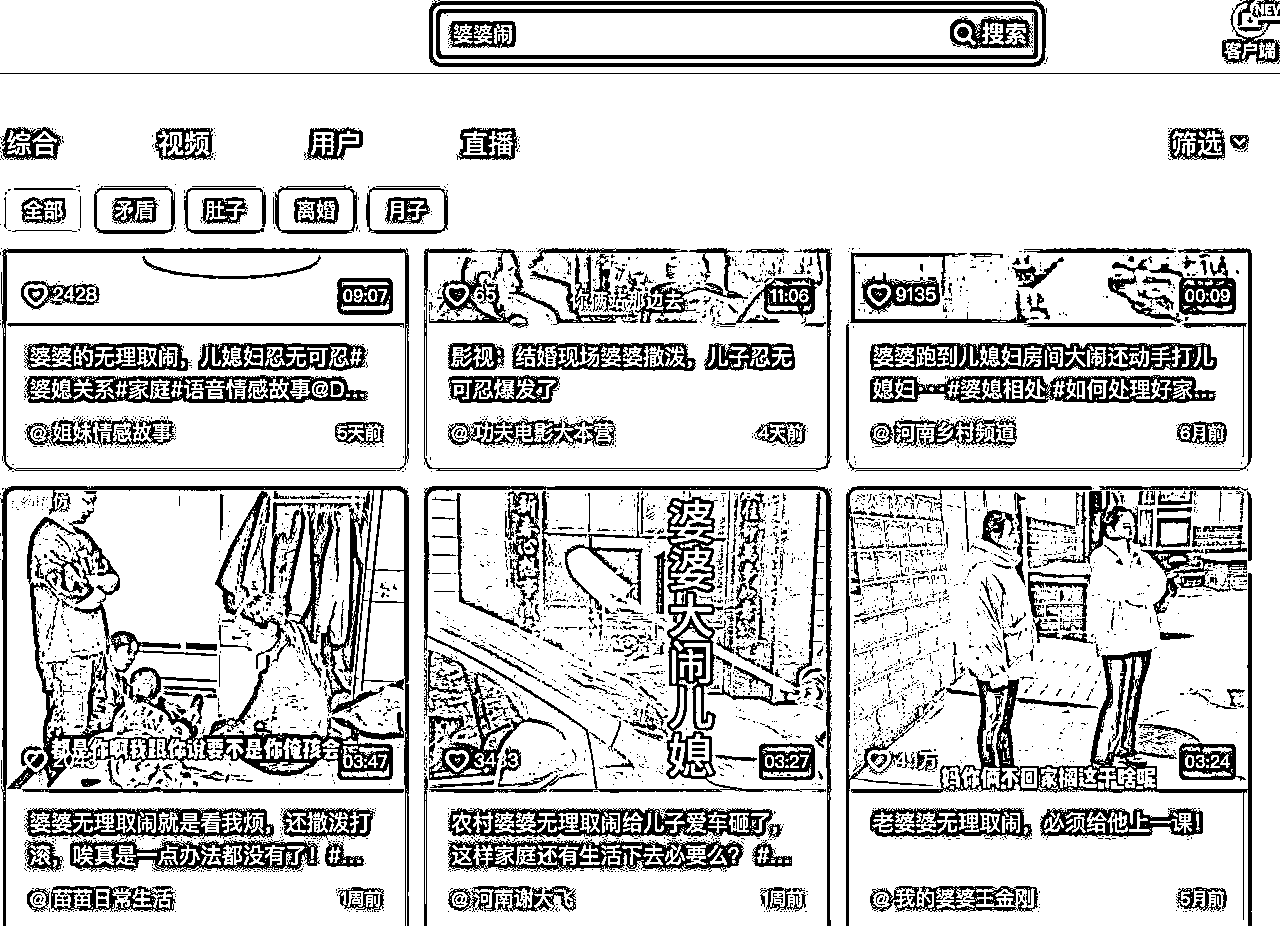 婆婆闹
搜索
NEW
客户端
综合
视频
用户
直播
筛选
全部
矛盾
肚子
离婚
月子
2428
09:07
65
你俩站那边去
11:06
9135
00:09
婆婆的无理取闹，儿媳妇忍无可忍#
婆媳关系#家庭#语音情感故事@D...
@ 姐妹情感故事
5天前
影视：结婚现场婆婆撒泼，儿子忍无
可忍爆发了
@ 功夫电影大本营
4天前
婆婆跑到儿媳妇房间大闹还动手打儿
媳妇…#婆媳相处 #如何处理好家...
@ 河南乡村频道
6月前
都是你啊我跟你说要不是你俩孩会
03:47
婆婆大闹儿媳
03:27
妈你俩不回家搁这干啥呢
03:24
婆婆无理取闹就是看我烦，还撒泼打
滚，唉真是一点办法都没有了！#...
@ 苗苗日常生活
1周前
农村婆婆无理取闹给儿子爱车砸了，
这样家庭还有生活下去必要么？ #...
@ 河南谢大飞
1周前
老婆婆无理取闹，必须给他上一课！
@ 我的婆婆王金刚
5月前